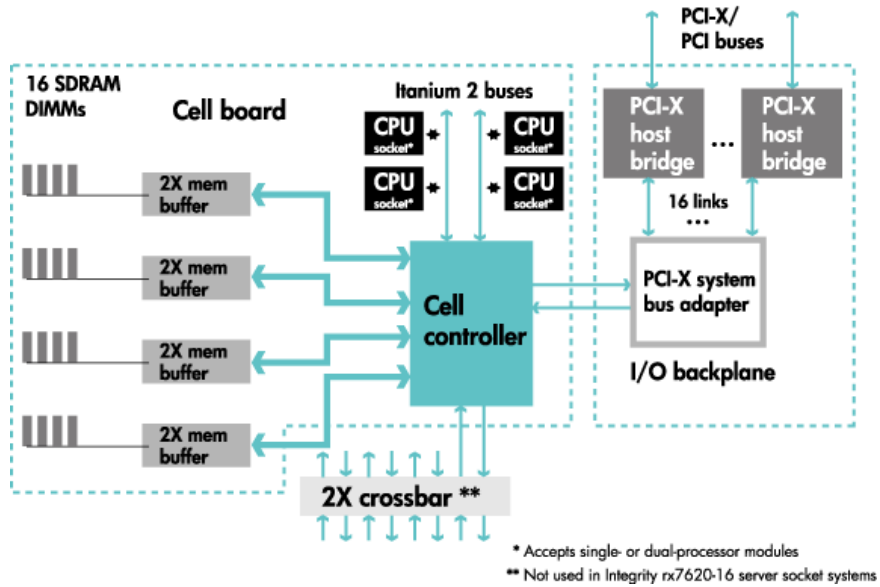 PCI-X/
PCI buses
16 SDRAM
DIMMs
Cell board
Itanium 2 buses
CPU
socket*
*
*
CPU
socket*
CPU
socket*
*
*
CPU
socket*
PCI-X
host
bridge
...
PCI-X
host
bridge
2X mem
buffer
2X mem
buffer
2X mem
buffer
2X mem
buffer
16 links
...
Cell
controller
PCI-X system
bus adapter
I/O backplane
2X crossbar **
* Accepts single- or dual-processor modules
** Not used in Integrity rx7620-16 server socket systems